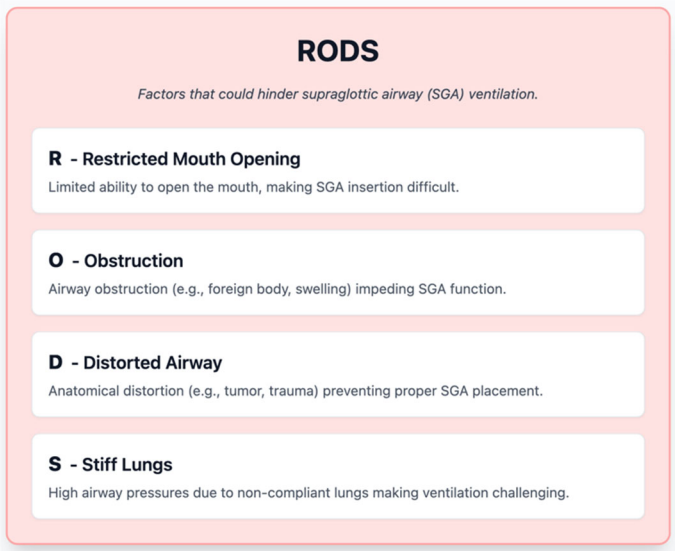 RODS
Factors that could hinder supraglottic airway (SGA) ventilation.
R - Restricted Mouth Opening
Limited ability to open the mouth, making SGA insertion difficult.
O - Obstruction
Airway obstruction (e.g., foreign body, swelling) impeding SGA function.
D - Distorted Airway
Anatomical distortion (e.g., tumor, trauma) preventing proper SGA placement.
S - Stiff Lungs
High airway pressures due to non-compliant lungs making ventilation challenging.